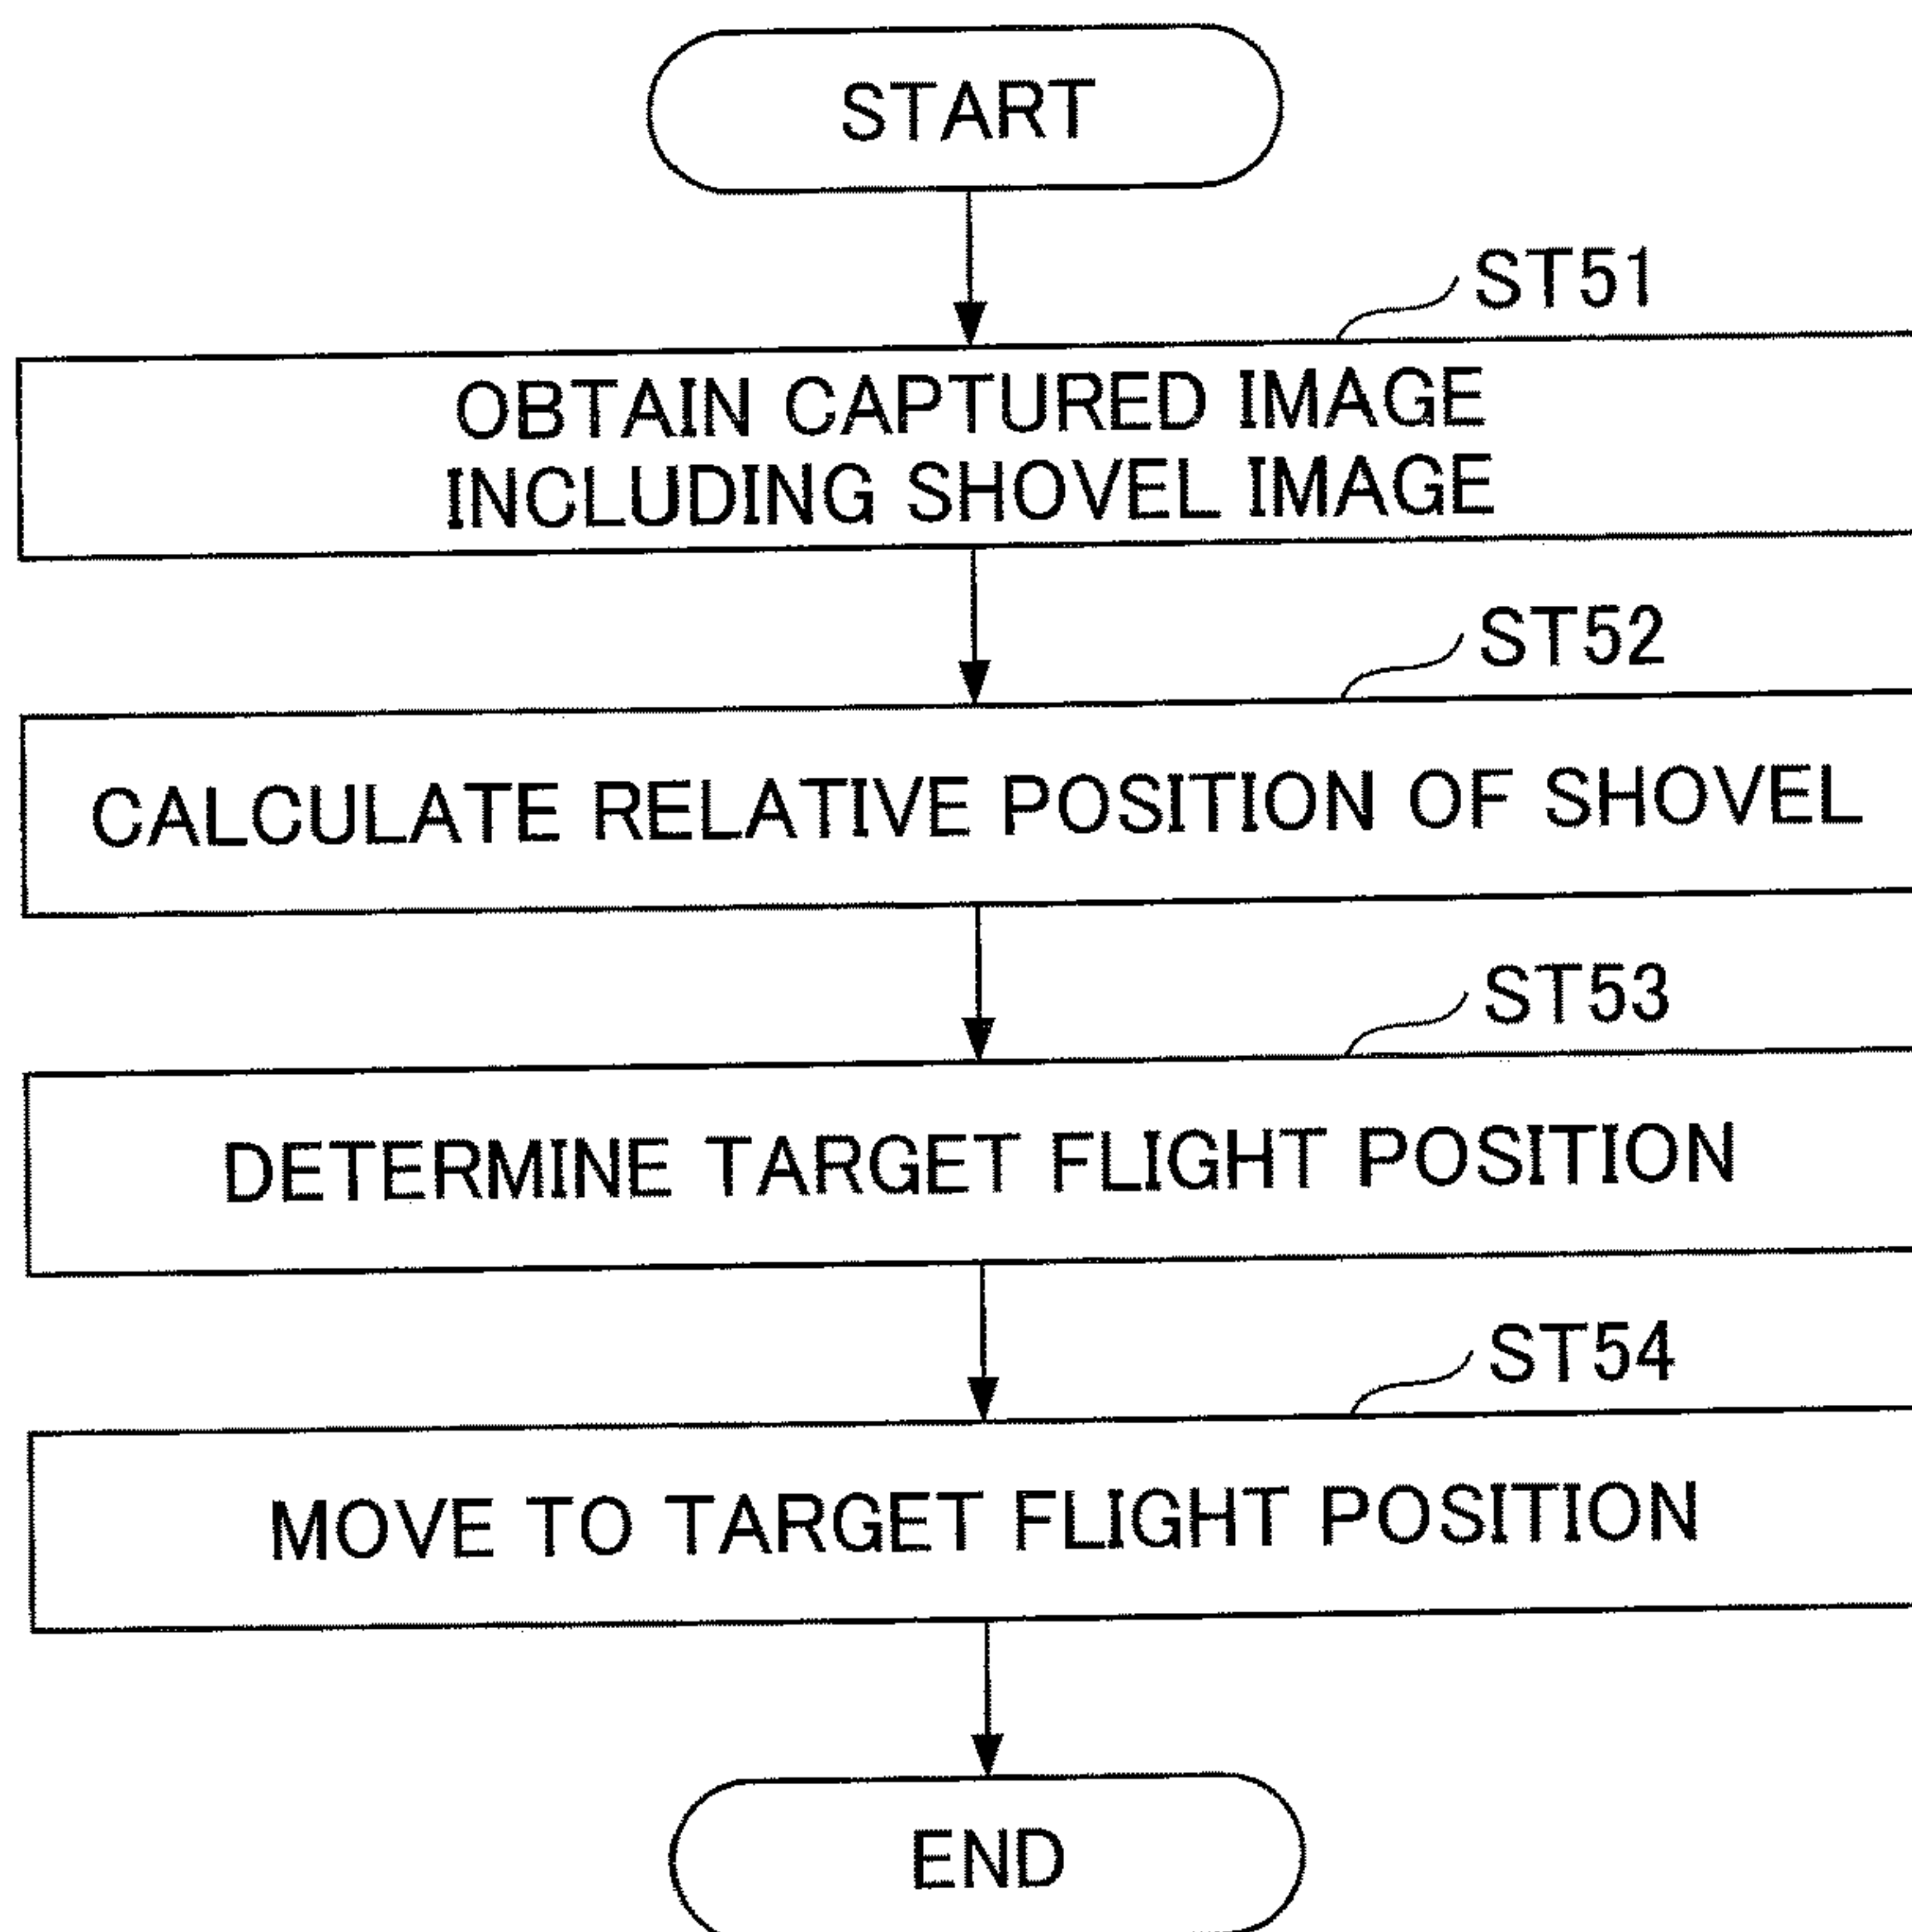 START
ST51
OBTAIN CAPTURED IMAGE
INCLUDING SHOVEL IMAGE
ST52
CALCULATE RELATIVE POSITION OF SHOVEL
ST53
DETERMINE TARGET FLIGHT POSITION
ST54
MOVE TO TARGET FLIGHT POSITION
END